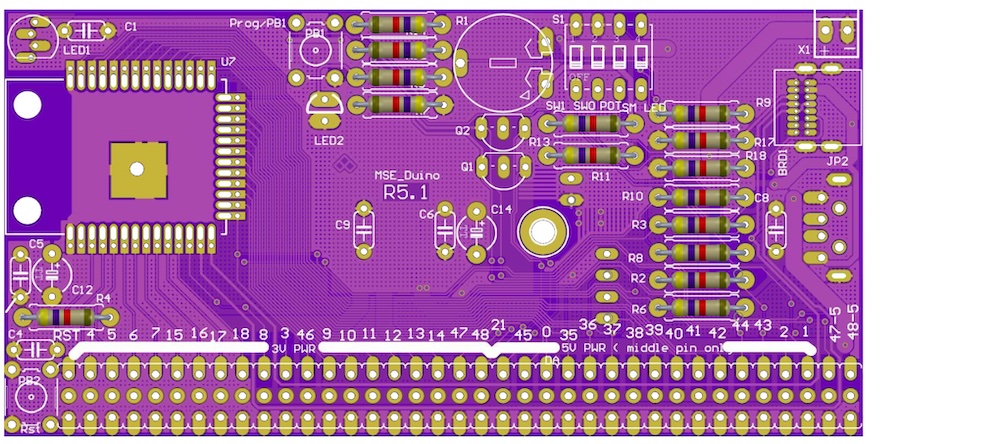 Prog/PB1
R1
S1
C1
PB1
LED1
X1
+ -
U7
OFF
SW1 SW0 POT SM LED
R9
LED2
Q2
R13
R17
BRD1
R18
JP2
Q1
MSE_Duino
R11
R5.1
R10
C8
C14
C6
C9
R3
C5
R8
C12
R2
R4
R6
C4
RST 4 5 6 7 15 16 17 18 8 3 46 9 10 11 12 13 14 47 48 21 45 0 35 36 37 38 39 40 41 42 44 43 2 1 47-5 48-5
3V PWR
5V PWR ( middle pin only
PB2
Rst